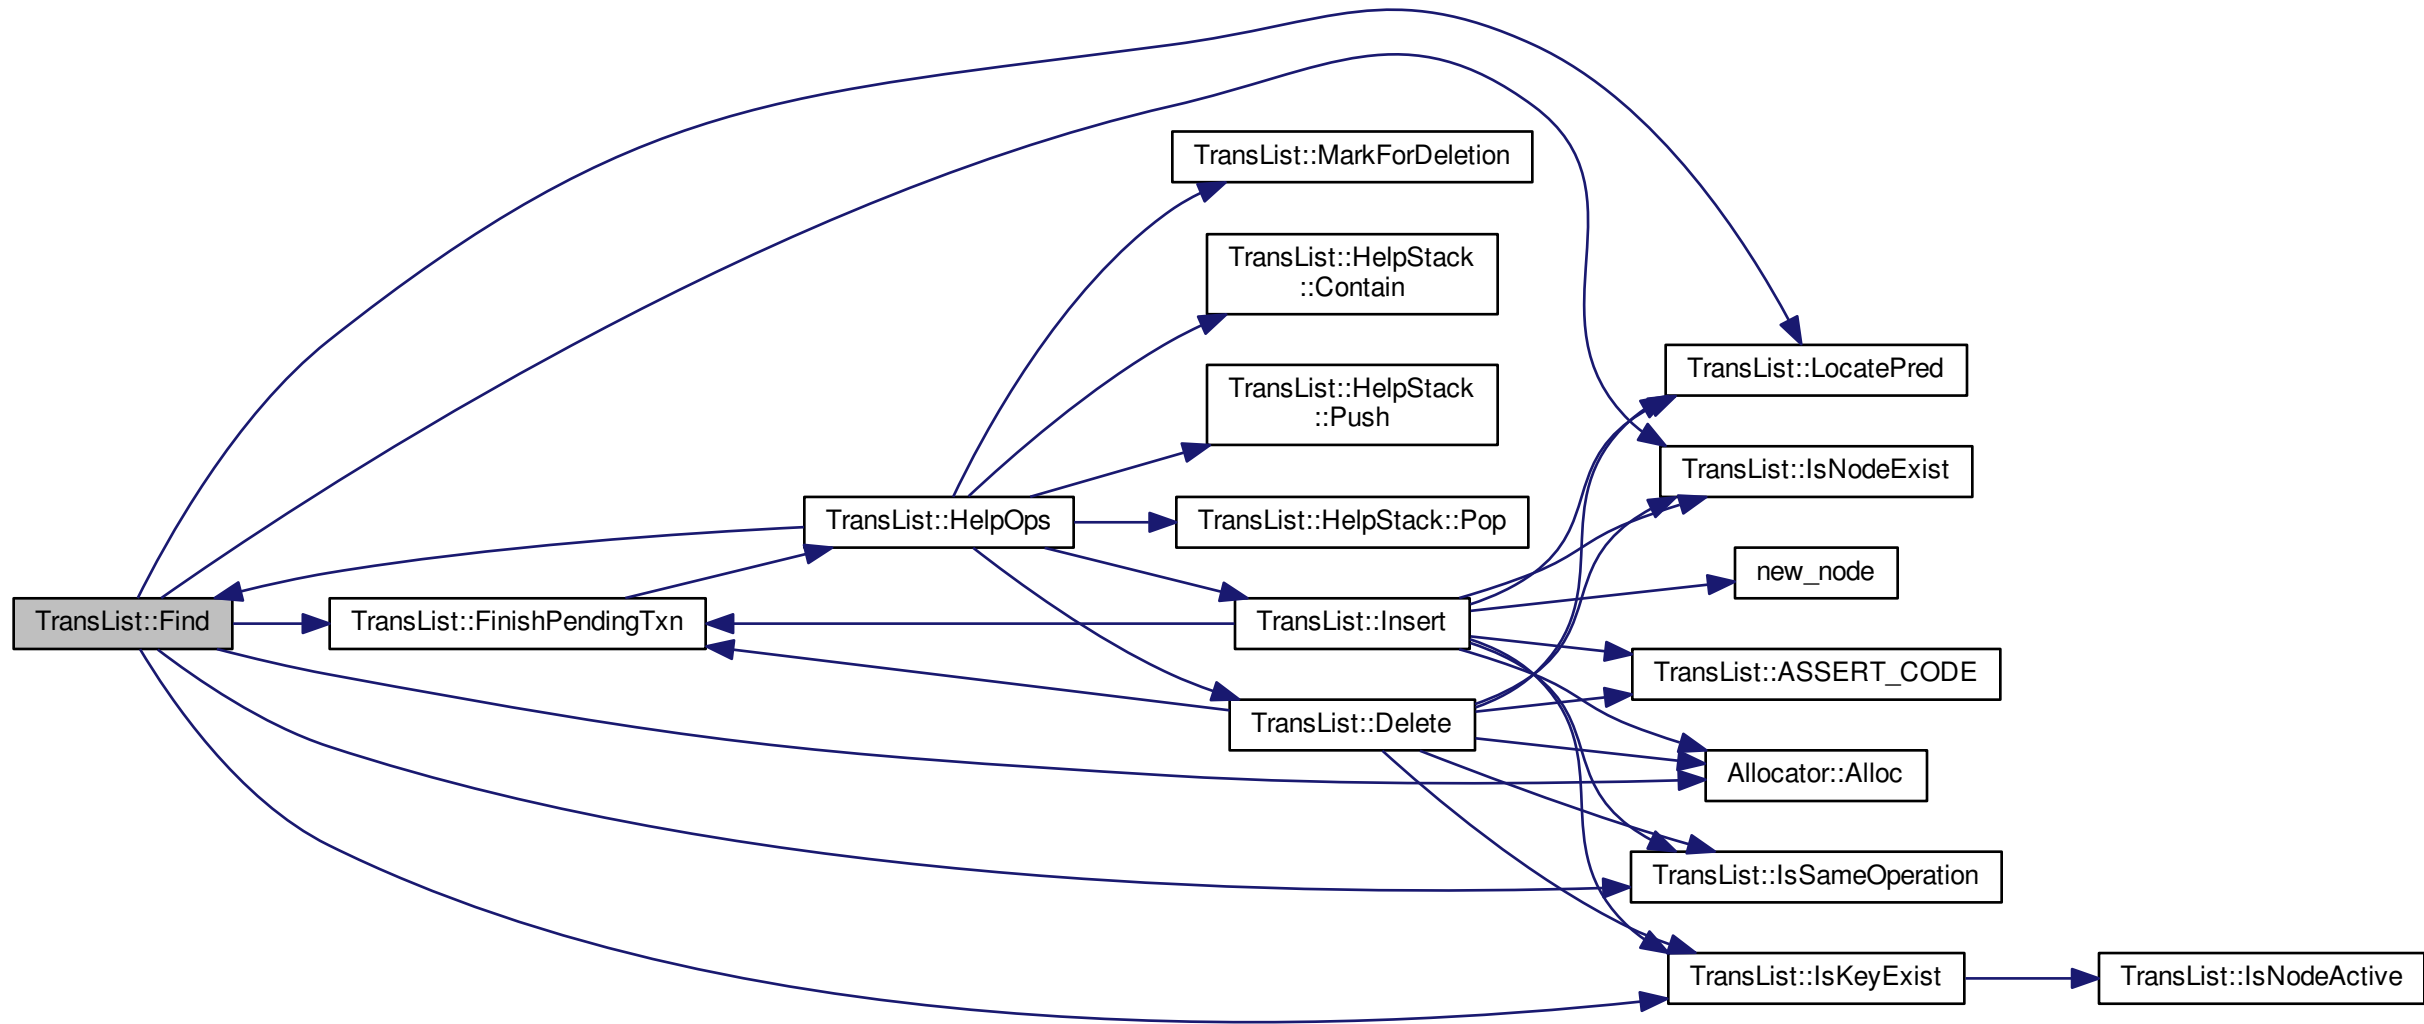 TransList::MarkForDeletion
TransList::HelpStack
::Contain
TransList::LocatePred
TransList::HelpStack
::Push
TransList::IsNodeExist
TransList::HelpOps
TransList::HelpStack::Pop
new_node
TransList::Find
TransList::FinishPendingTxn
TransList::Insert
TransList::ASSERT_CODE
TransList::Delete
Allocator::Alloc
TransList::IsSameOperation
TransList::IsKeyExist
TransList::IsNodeActive